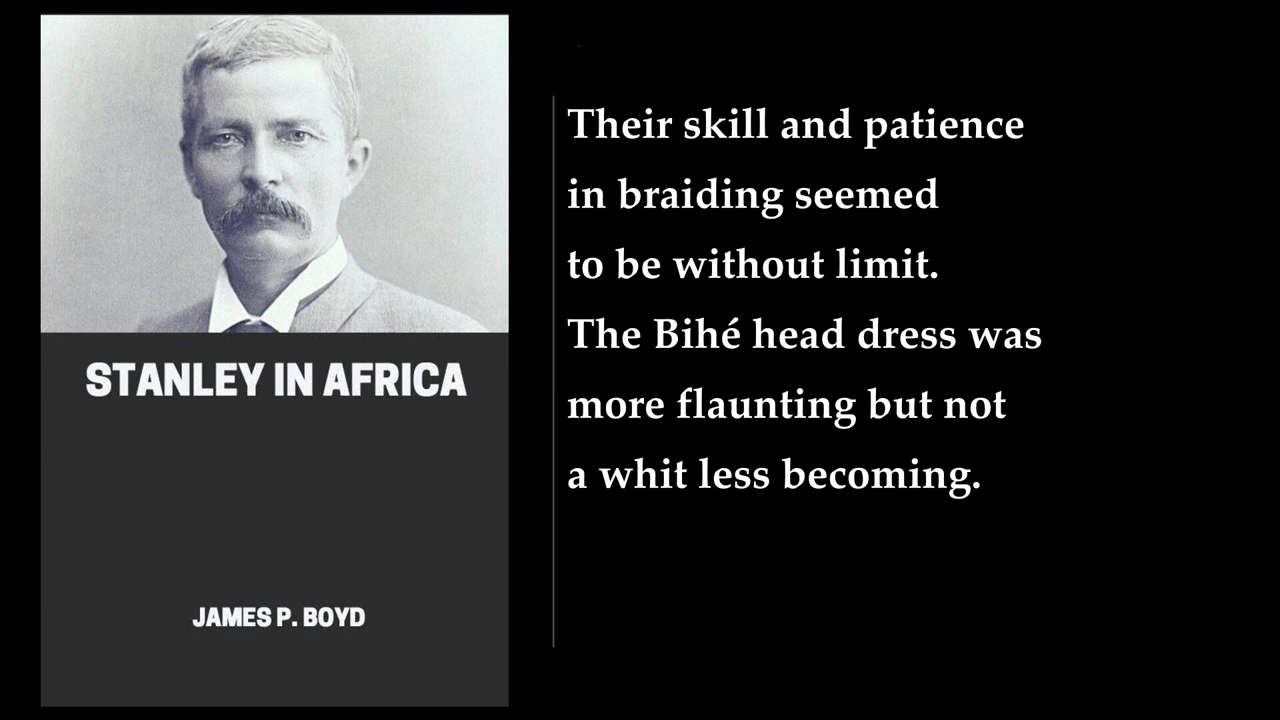 STANLEY IN AFRICA
JAMES P. BOYD
Their skill and patience
in braiding seemed
to be without limit.
The Bihé head dress was
more flaunting but not
a whit less becoming.